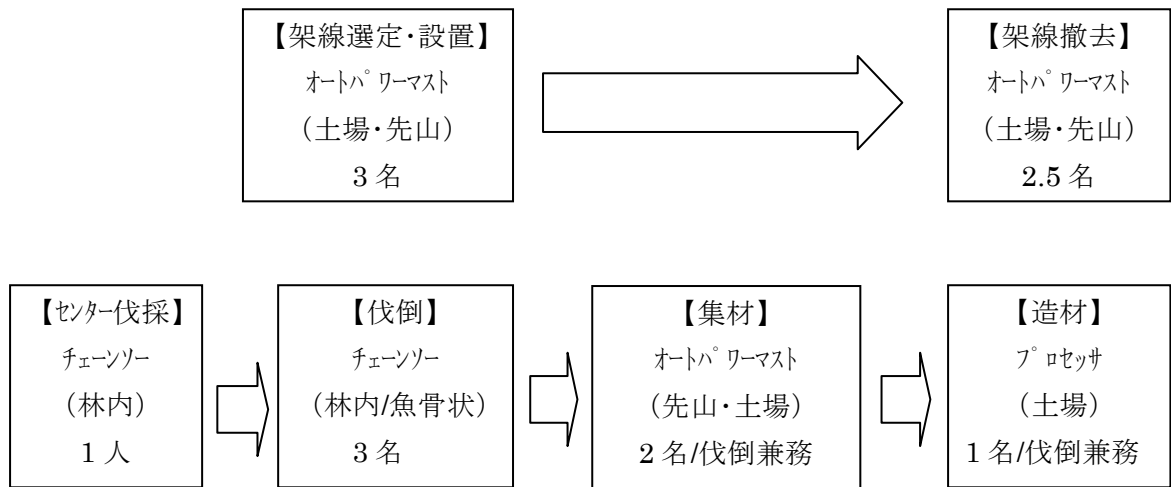 【架線選定・設置】
ｵｰﾄﾊﾟﾜｰﾏｽﾄ
（土場・先山）
3 名
【架線撤去】
ｵｰﾄﾊﾟﾜｰﾏｽﾄ
（土場・先山）
2.5 名
【ｾﾝﾀｰ伐採】
ﾁｪｰﾝｿｰ
（林内）
1 人
【伐倒】
ﾁｪｰﾝｿｰ
（林内/魚骨状）
3 名
【集材】
ｵｰﾄﾊﾟﾜｰﾏｽﾄ
（先山・土場）
2 名/伐倒兼務
【造材】
ﾌﾟﾛｾｯｻ
（土場）
1 名/伐倒兼務